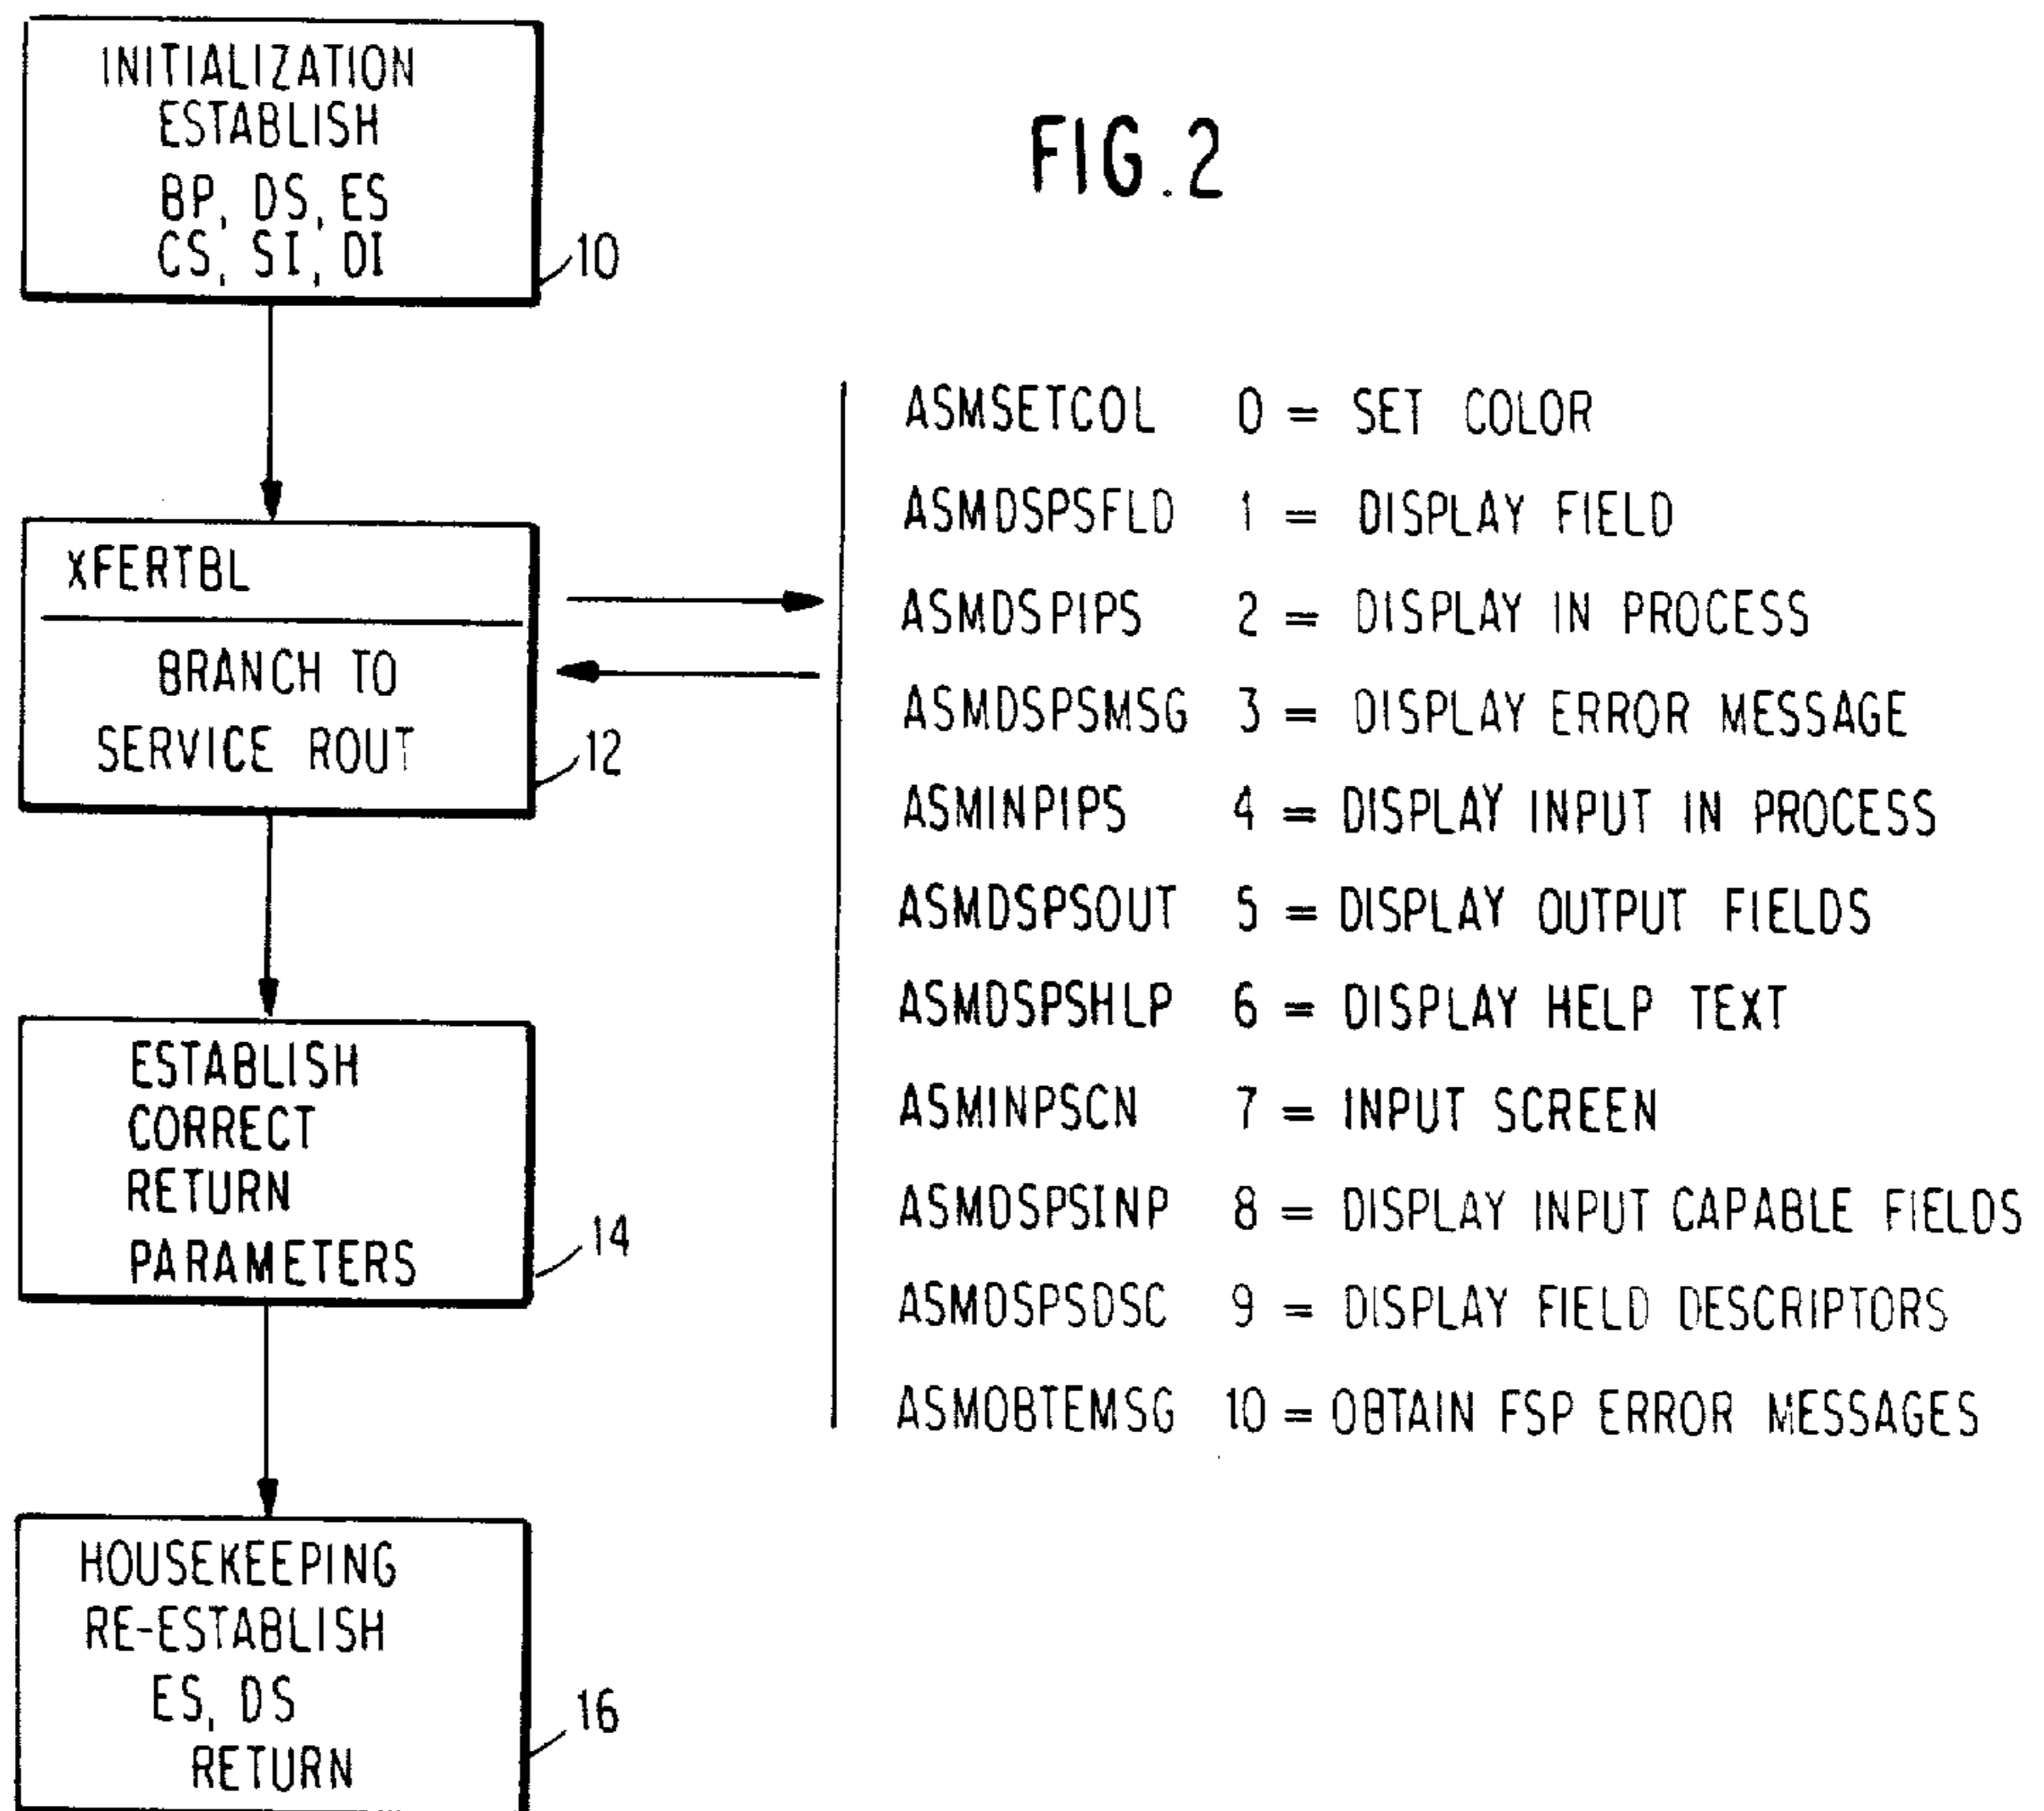 INITIALIZATION
ESTABLISH
BP, DS, ES
CS, SI, DI
10
FIG.2
XFERTBL
BRANCH TO
SERVICE ROUT
12
ASMSETCOL 0 = SET COLOR
ASMDSPSFLD 1 = DISPLAY FIELD
ASMDSPIPS 2 = DISPLAY IN PROCESS
ASMDSPSMSG 3 = DISPLAY ERROR MESSAGE
ASMINPIPS 4 = DISPLAY INPUT IN PROCESS
ASMDSPSOUT 5 = DISPLAY OUTPUT FIELDS
ASMDSPSHLP 6 = DISPLAY HELP TEXT
ASMINPSCN 7 = INPUT SCREEN
ASMDSPSINP 8 = DISPLAY INPUT CAPABLE FIELDS
ASMDSPSDSC 9 = DISPLAY FIELD DESCRIPTORS
ASMOBTEMSG 10 = OBTAIN FSP ERROR MESSAGES
ESTABLISH
CORRECT
RETURN
PARAMETERS
14
HOUSEKEEPING
RE-ESTABLISH
ES, DS
RETURN
16